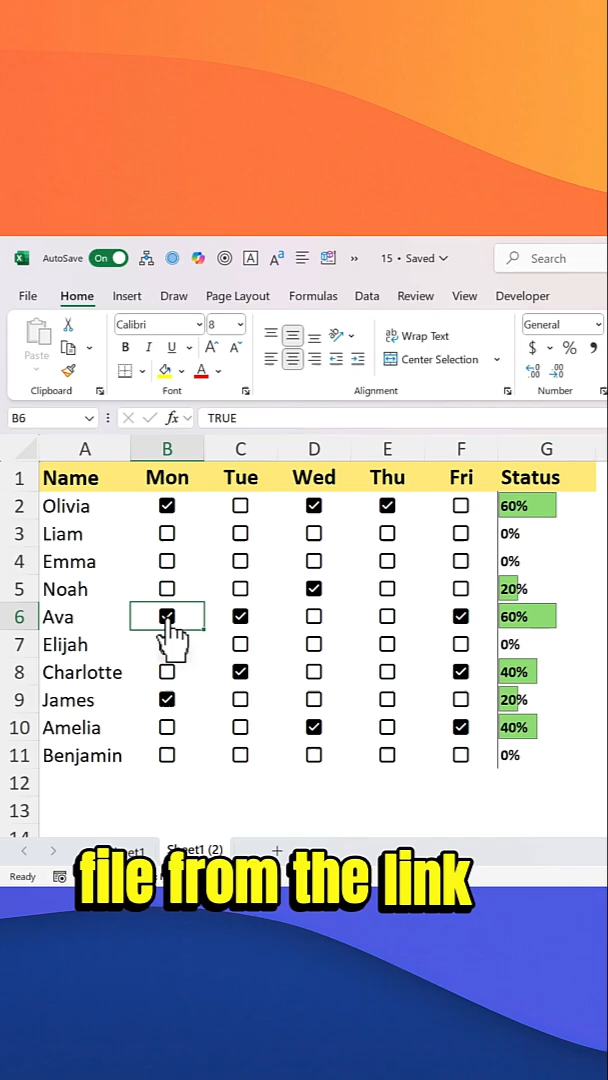 AutoSave On 15 • Saved Search
File Home Insert Draw Page Layout Formulas Data Review View Developer
Paste Calibri 8 Wrap Text General
B I U A A Center Selection $ % 9
Clipboard Font Alignment Number
B6 fx TRUE
A B C D E F G
1 Name Mon Tue Wed Thu Fri Status
2 Olivia 60%
3 Liam 0%
4 Emma 0%
5 Noah 20%
6 Ava 60%
7 Elijah 0%
8 Charlotte 40%
9 James 20%
10 Amelia 40%
11 Benjamin 0%
12
13
14
Sheet1 (2)
Ready
file from the link